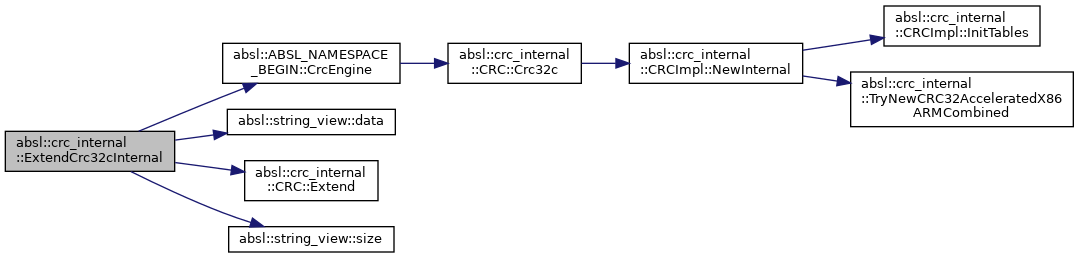 absl::crc_internal
::ExtendCrc32cInternal
absl::ABSL_NAMESPACE
_BEGIN::CrcEngine
absl::string_view::data
absl::crc_internal
::CRC::Extend
absl::string_view::size
absl::crc_internal
::CRC::Crc32c
absl::crc_internal
::CRCImpl::NewInternal
absl::crc_internal
::CRCImpl::InitTables
absl::crc_internal
::TryNewCRC32AcceleratedX86
ARMCombined